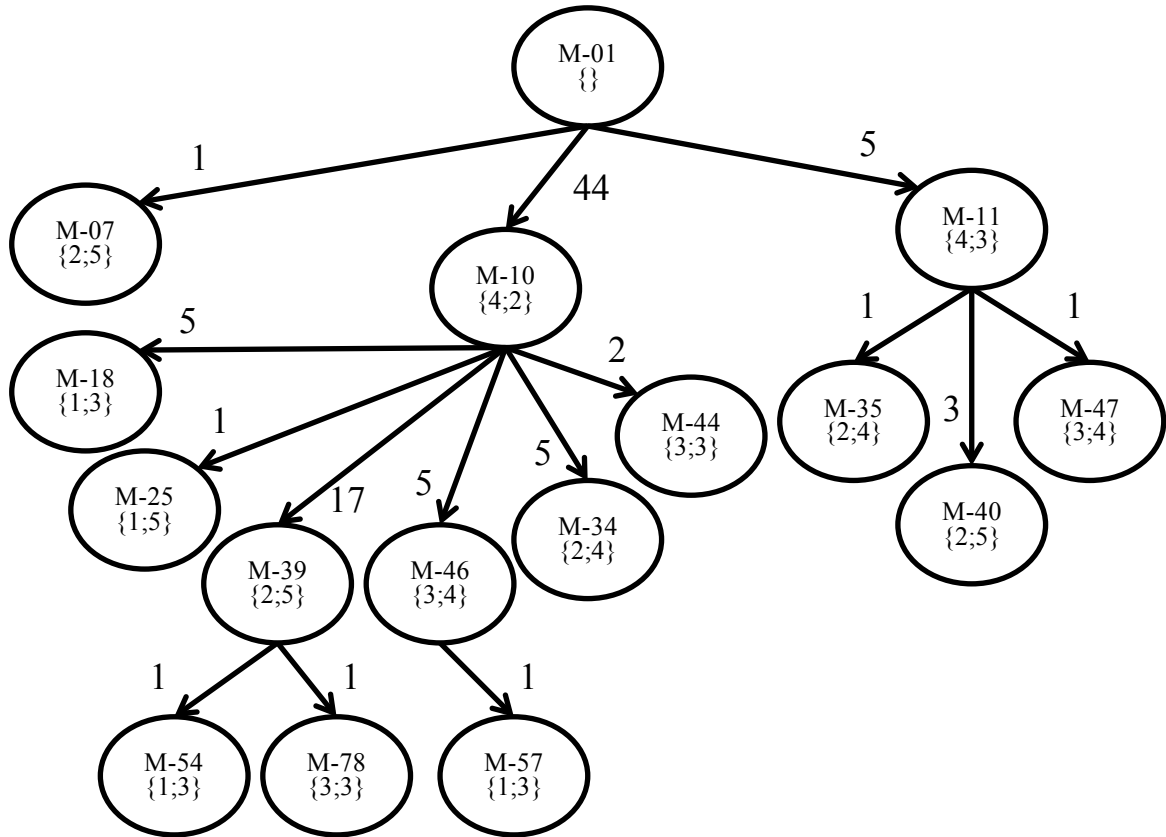 M-01
{}
1
44
5
M-07
{2;5}
M-10
{4;2}
M-11
{4;3}
5
1
17
5
5
2
1
3
1
M-18
{1;3}
M-25
{1;5}
M-39
{2;5}
M-46
{3;4}
M-34
{2;4}
M-44
{3;3}
M-35
{2;4}
M-40
{2;5}
M-47
{3;4}
1
1
1
M-54
{1;3}
M-78
{3;3}
M-57
{1;3}